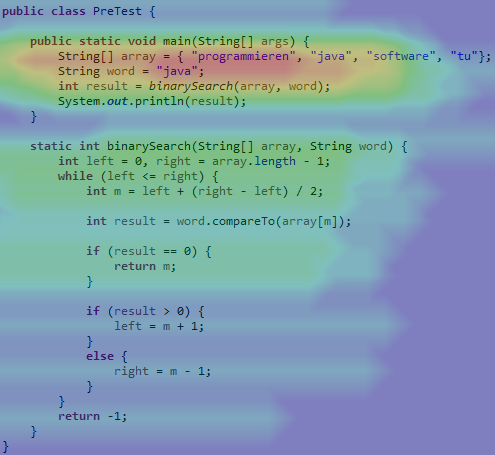 public class PreTest {
public static void main(String[] args) {
String[] array = { "programmieren", "java", "software", "tu"};
String word = "java";
int result = binarySearch(array, word);
System.out.println(result);
}
static int binarySearch(String[] array, String word) {
int left = 0, right = array.length - 1;
while (left <= right) {
int m = left + (right - left) / 2;
int result = word.compareTo(array[m]);
if (result == 0) {
return m;
}
if (result > 0) {
left = m + 1;
}
else {
right = m - 1;
}
}
return -1;
}
}